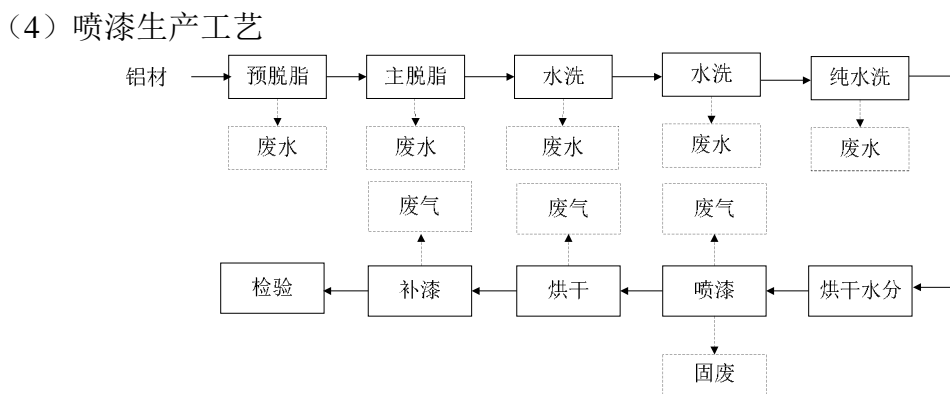 （4）喷漆生产工艺
铝材 预脱脂 主脱脂 水洗 水洗 纯水洗
废水 废水 废水 废水 废水
废气 废气 废气
检验 补漆 烘干 喷漆 烘干水分
固废